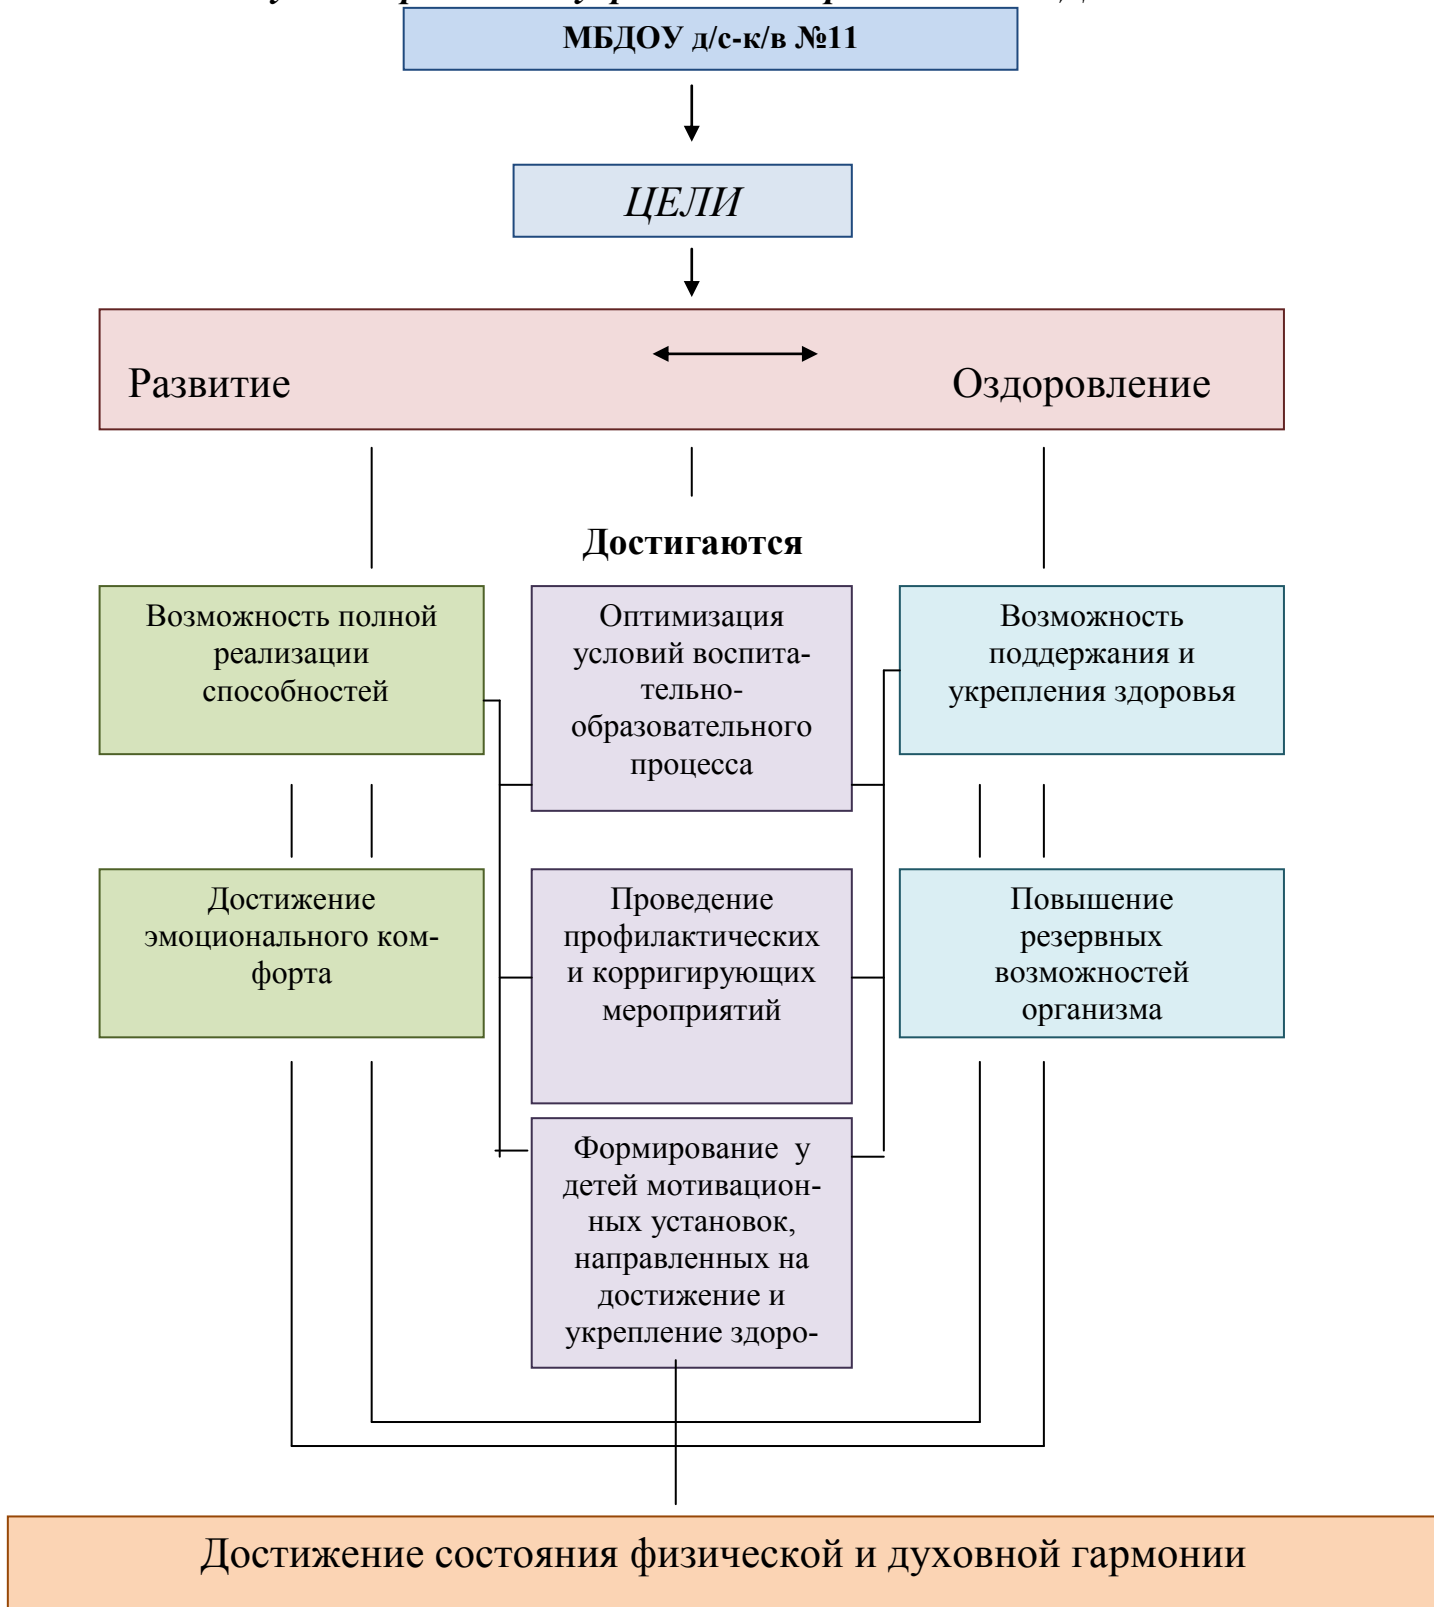 МБДОУ д/с-к/в №11
ЦЕЛИ
Развитие
Оздоровление
Достигаются
Возможность полной
реализации
способностей
Оптимизация
условий воспита-
тельно-
образовательного
процесса
Возможность
поддержания и
укрепления здоровья
Достижение
эмоционального ком-
форта
Проведение
профилактических
и корригирующих
мероприятий
Повышение
резервных
возможностей
организма
Формирование у
детей мотивацион-
ных установок,
направленных на
достижение и
укрепление здоро-
Достижение состояния физической и духовной гармонии